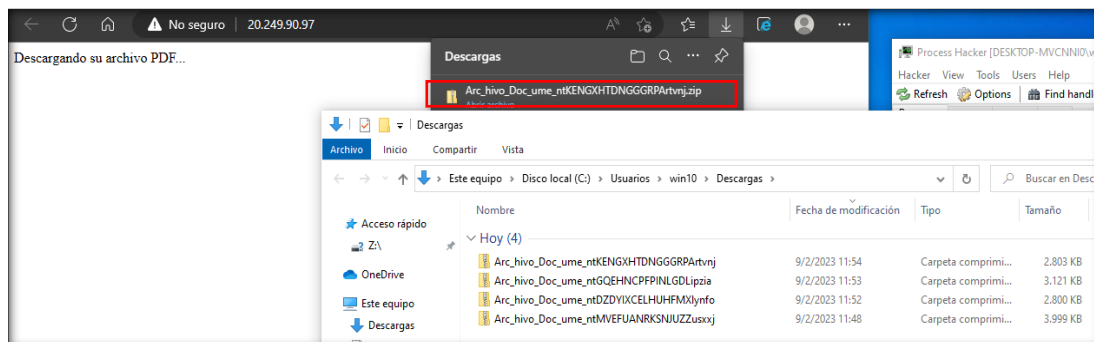 No seguro | 20.249.90.97
Descargando su archivo PDF...
Descargas
Arc_hivo_Doc_ume_ntKENGXHTDNGGGRPArtvnj.zip
Abrir archivo
Process Hacker [DESKTOP-MVCNNI0\w
Hacker View Tools Users Help
Refresh Options Find handl
Descargas
Archivo Inicio Compartir Vista
Este equipo > Disco local (C:) > Usuarios > win10 > Descargas >
Buscar en Desc
Nombre Fecha de modificación Tipo Tamaño
Acceso rápido
Z:\
OneDrive
Este equipo
Descargas
Hoy (4)
Arc_hivo_Doc_ume_ntKENGXHTDNGGGRPArtvnj 9/2/2023 11:54 Carpeta comprimi... 2.803 KB
Arc_hivo_Doc_ume_ntGQEHNCPFPINLGDLipzia 9/2/2023 11:53 Carpeta comprimi... 3.121 KB
Arc_hivo_Doc_ume_ntDZDYIXCELHUHFMXlynfo 9/2/2023 11:52 Carpeta comprimi... 2.800 KB
Arc_hivo_Doc_ume_ntMVEFUANRKSNJUZZusxxj 9/2/2023 11:48 Carpeta comprimi... 3.999 KB